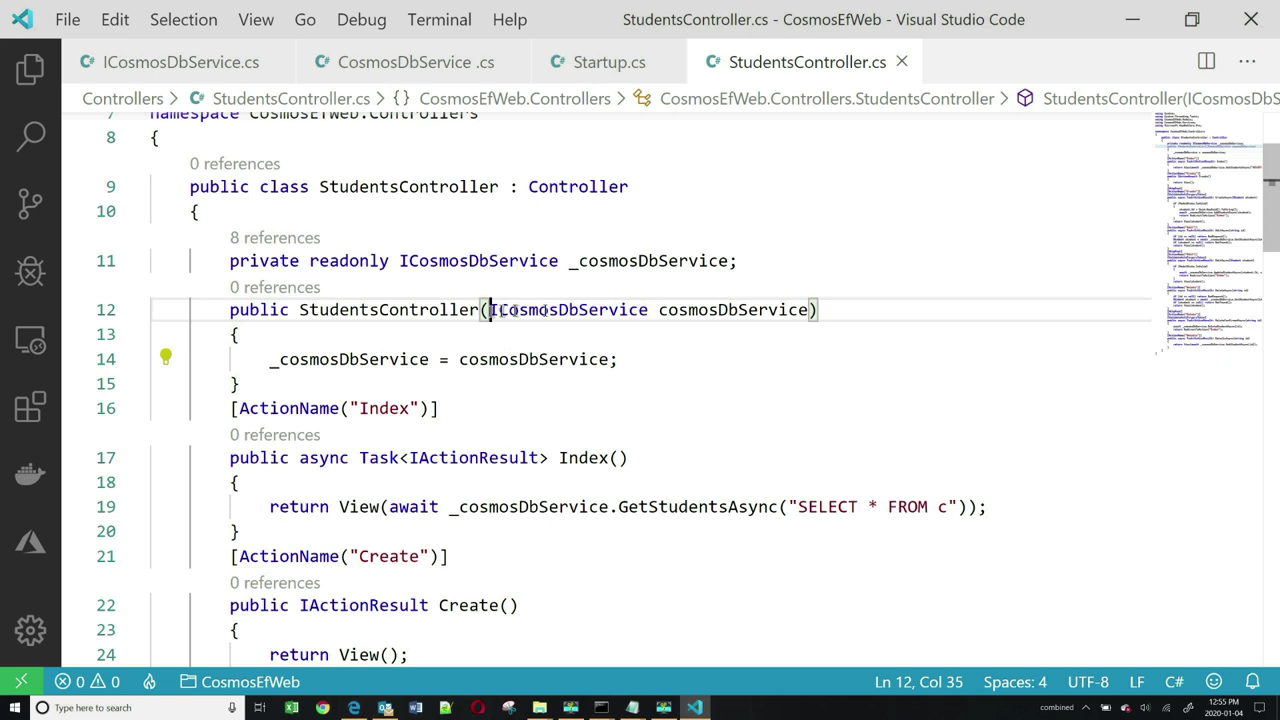 File Edit Selection View Go Debug Terminal Help StudentsController.cs - CosmosEfWeb - Visual Studio Code
ICosmosDbService.cs CosmosDbService .cs Startup.cs StudentsController.cs
Controllers > StudentsController.cs > {} CosmosEfWeb.Controllers > CosmosEfWeb.Controllers.StudentsController > StudentsController(ICosmosDbS
7 namespace CosmosEfWeb.Controllers
8 {
0 references
9 public class StudentsController : Controller
10 {
8 references
11 private readonly ICosmosDbService _cosmosDbService;
0 references
12 public StudentsController(ICosmosDbService cosmosDbService)
13 {
14 _cosmosDbService = cosmosDbService;
15 }
16 [ActionName("Index")]
0 references
17 public async Task<IActionResult> Index()
18 {
19 return View(await _cosmosDbService.GetStudentsAsync("SELECT * FROM c"));
20 }
21 [ActionName("Create")]
0 references
22 public IActionResult Create()
23 {
24 return View();
0 0 CosmosEfWeb Ln 12, Col 35 Spaces: 4 UTF-8 LF C#
Type here to search combined 12:55 PM
2020-01-04